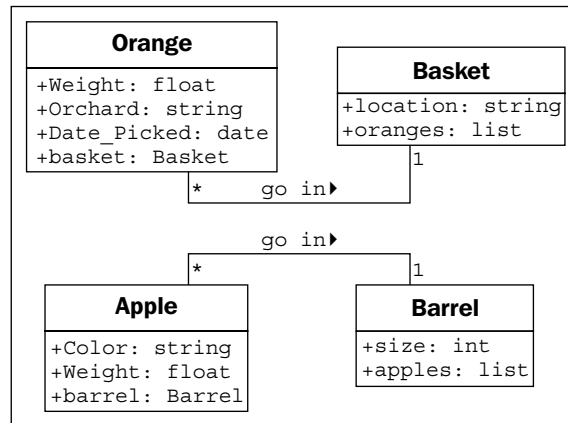 Orange
+Weight: float
+Orchard: string
+Date_Picked: date
+basket: Basket
Basket
+location: string
+oranges: list
* go in▶ 1
go in▶
* 1
Apple
+Color: string
+Weight: float
+barrel: Barrel
Barrel
+size: int
+apples: list